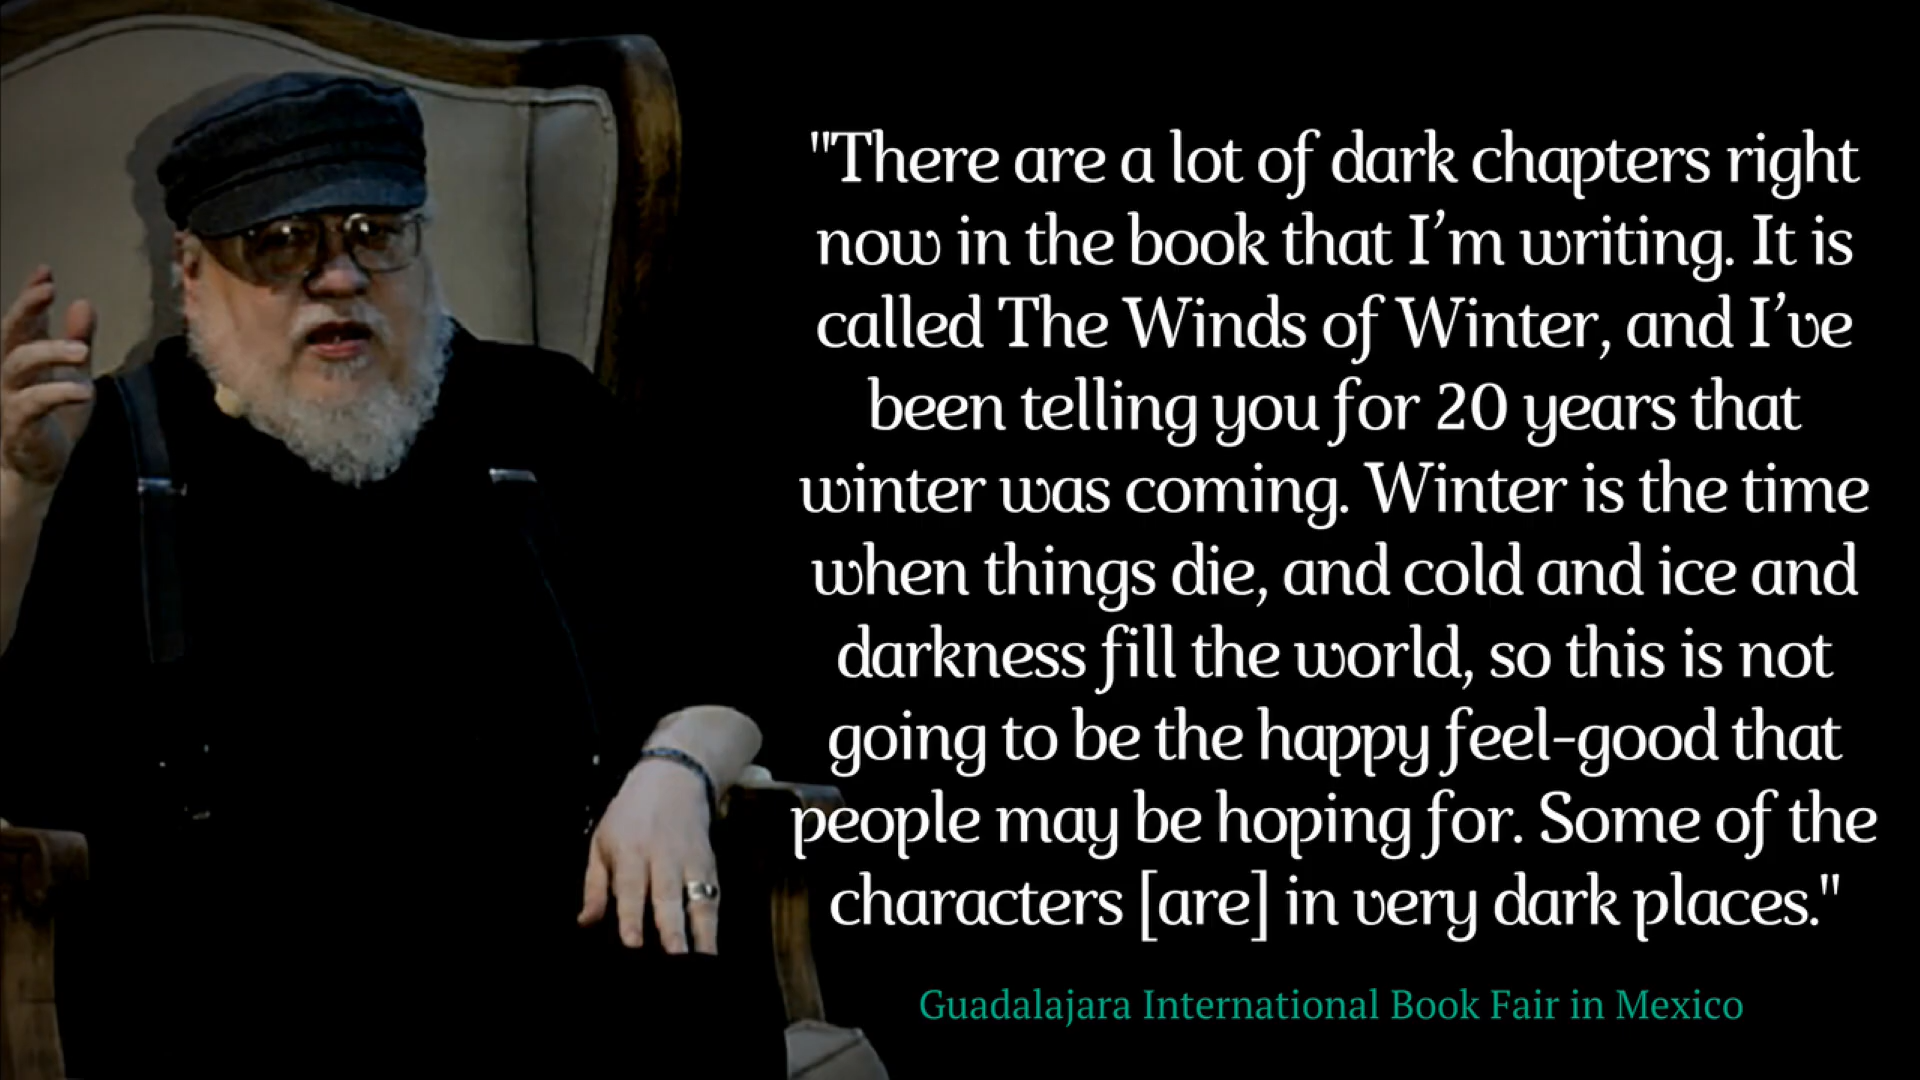 "There are a lot of dark chapters right
now in the book that I’m writing. It is
called The Winds of Winter, and I’ve
been telling you for 20 years that
winter was coming. Winter is the time
when things die, and cold and ice and
darkness fill the world, so this is not
going to be the happy feel-good that
people may be hoping for. Some of the
characters [are] in very dark places."
Guadalajara International Book Fair in Mexico